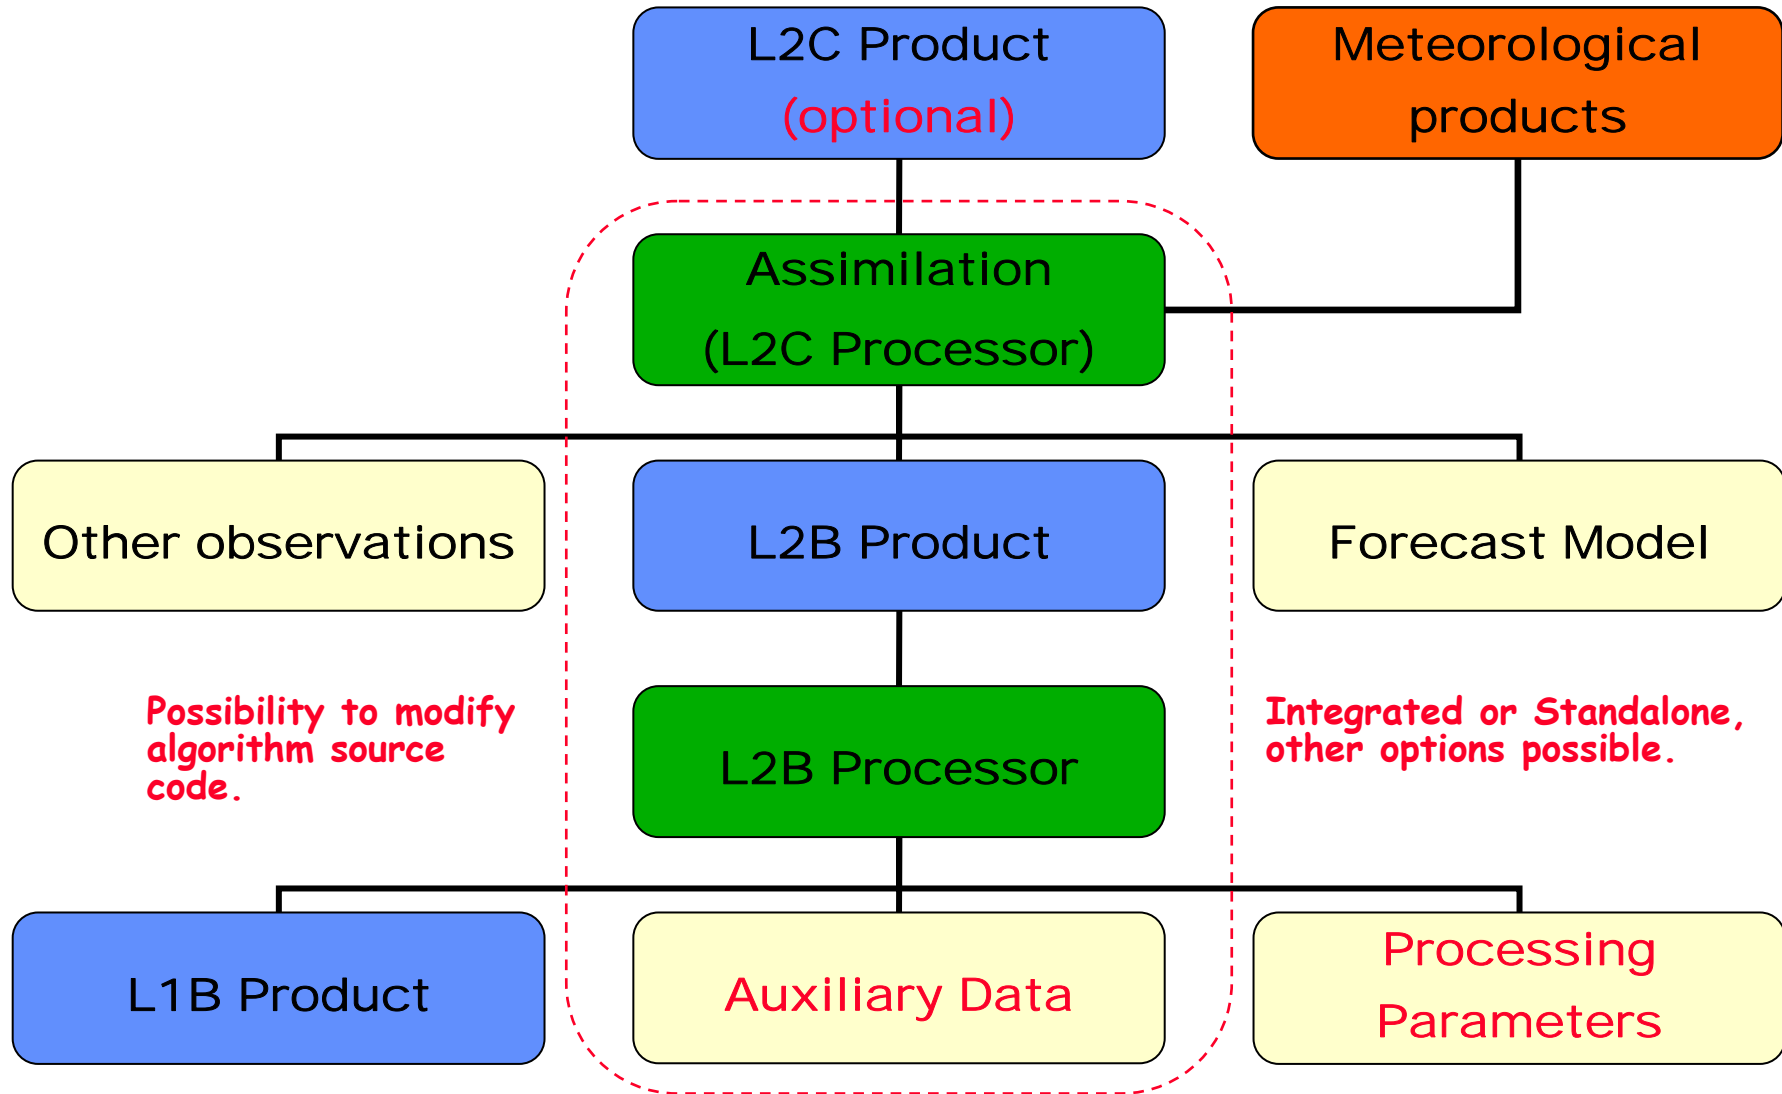 L2C Product
(optional)
Meteorological
products
Assimilation
(L2C Processor)
Other observations
L2B Product
Forecast Model
Possibility to modify
algorithm source
code.
L2B Processor
Integrated or Standalone,
other options possible.
L1B Product
Auxiliary Data
Processing
Parameters